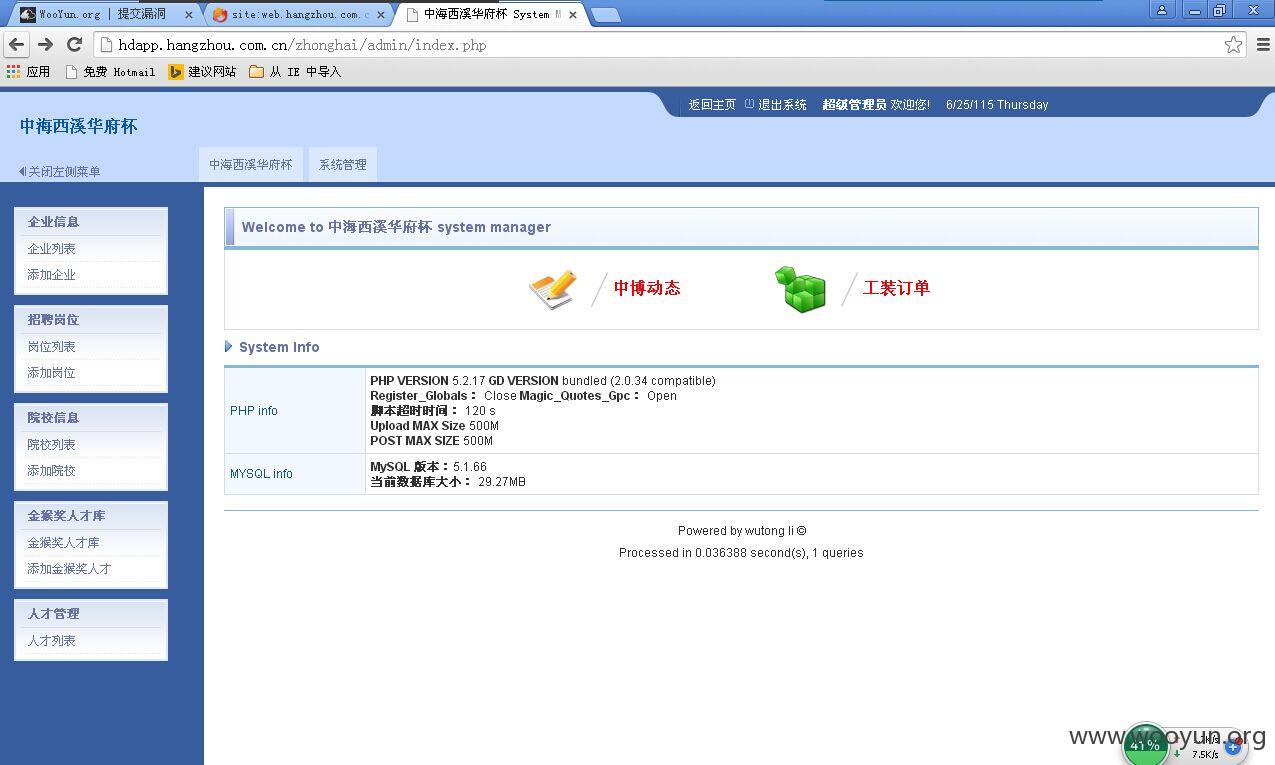 WooYun.org | 提交漏洞
site:web.hangzhou.com.c
中海西溪华府杯 System M
hdapp.hangzhou.com.cn/zhonghai/admin/index.php
应用 免费 Hotmail 建议网站 从 IE 中导入
返回主页 退出系统 超级管理员 欢迎您! 6/25/115 Thursday
中海西溪华府杯
关闭左侧菜单
中海西溪华府杯 系统管理
企业信息
企业列表
添加企业
招聘岗位
岗位列表
添加岗位
院校信息
院校列表
添加院校
金猴奖人才库
金猴奖人才库
添加金猴奖人才
人才管理
人才列表
Welcome to 中海西溪华府杯 system manager
中博动态
工装订单
System Info
PHP info
PHP VERSION 5.2.17 GD VERSION bundled (2.0.34 compatible)
Register_Globals： Close Magic_Quotes_Gpc： Open
脚本超时时间： 120 s
Upload MAX Size 500M
POST MAX SIZE 500M
MYSQL info
MySQL 版本：5.1.66
当前数据库大小： 29.27MB
Powered by wutong li ©
Processed in 0.036388 second(s), 1 queries
www.wooyun.org
41%
7.5K/s